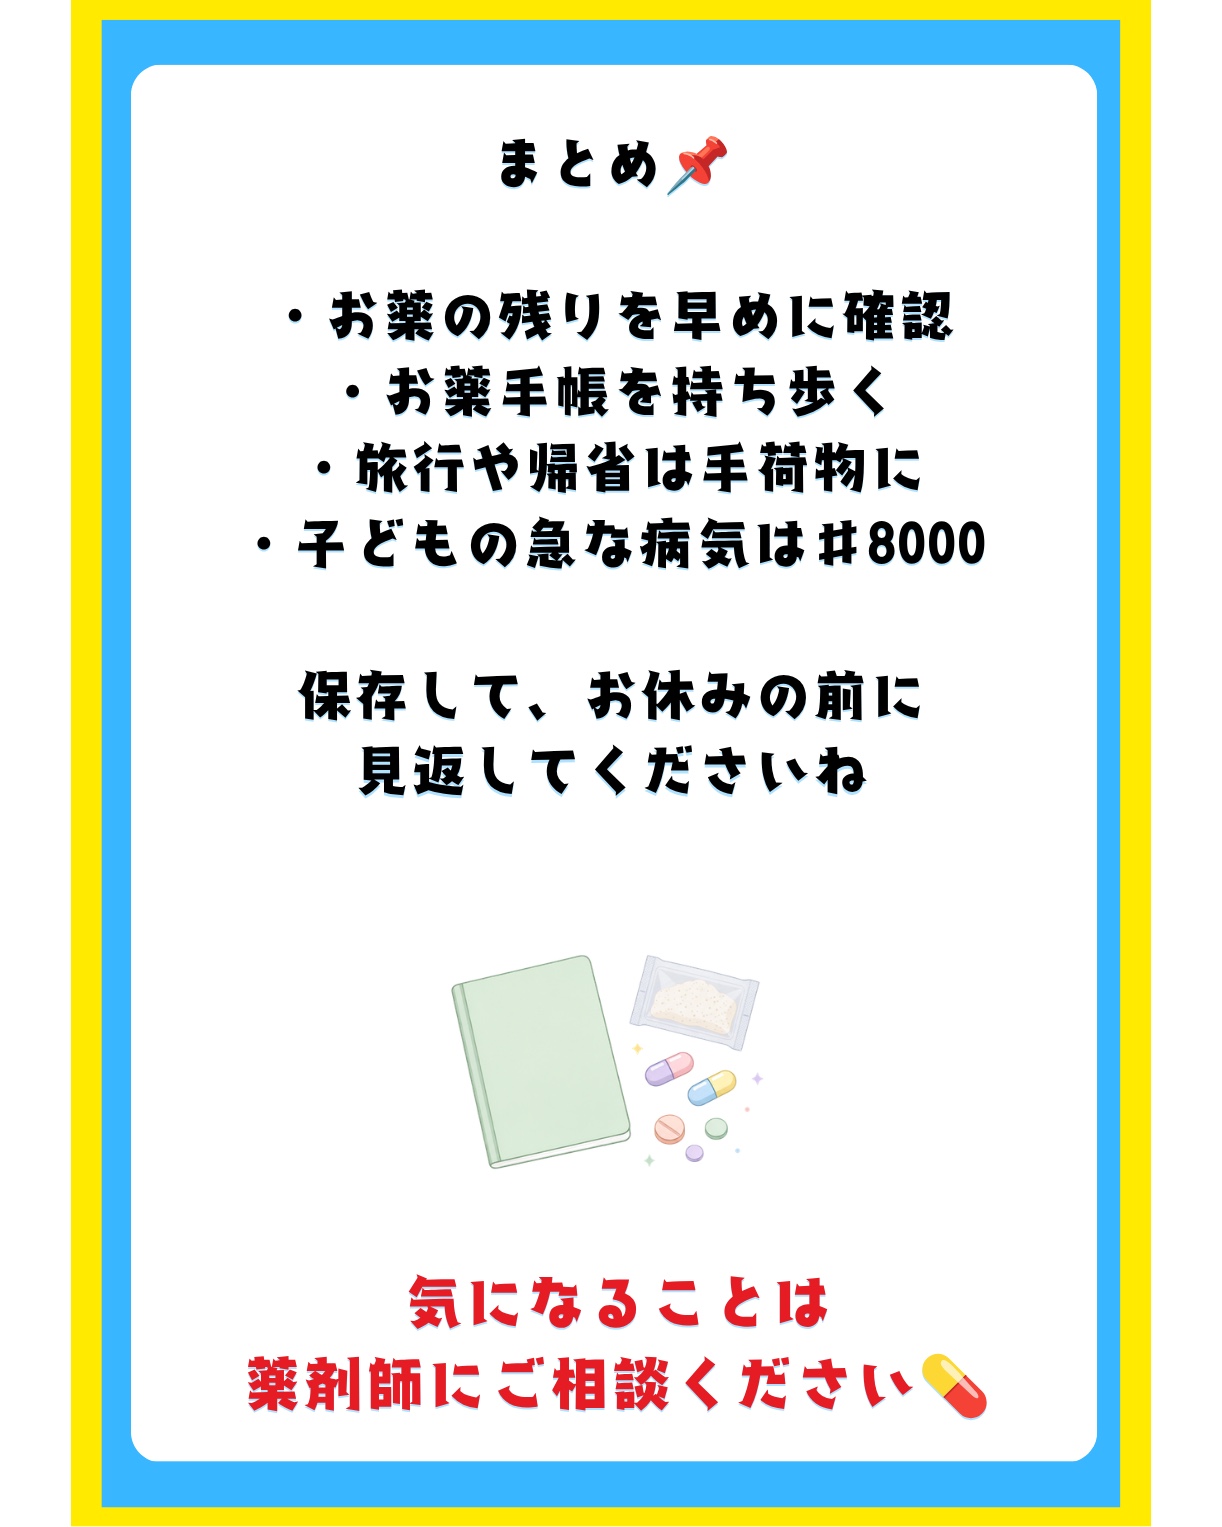 まとめ📌
・お薬の残りを早めに確認
・お薬手帳を持ち歩く
・旅行や帰省は手荷物に
・子どもの急な病気は♯8000
保存して、お休みの前に
見返してくださいね
気になることは
薬剤師にご相談ください💊